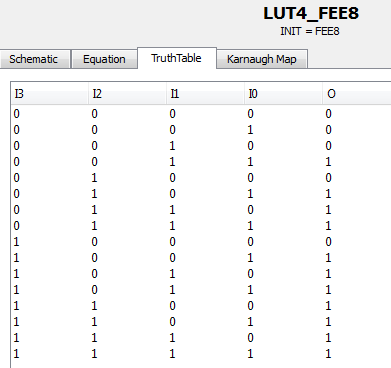 LUT4_FEE8
INIT = FEE8
Schematic Equation TruthTable Karnaugh Map
I3 I2 I1 I0 O
0 0 0 0 0
0 0 0 1 0
0 0 1 0 0
0 0 1 1 1
0 1 0 0 0
0 1 0 1 1
0 1 1 0 1
0 1 1 1 1
1 0 0 0 0
1 0 0 1 1
1 0 1 0 1
1 0 1 1 1
1 1 0 0 1
1 1 0 1 1
1 1 1 0 1
1 1 1 1 1